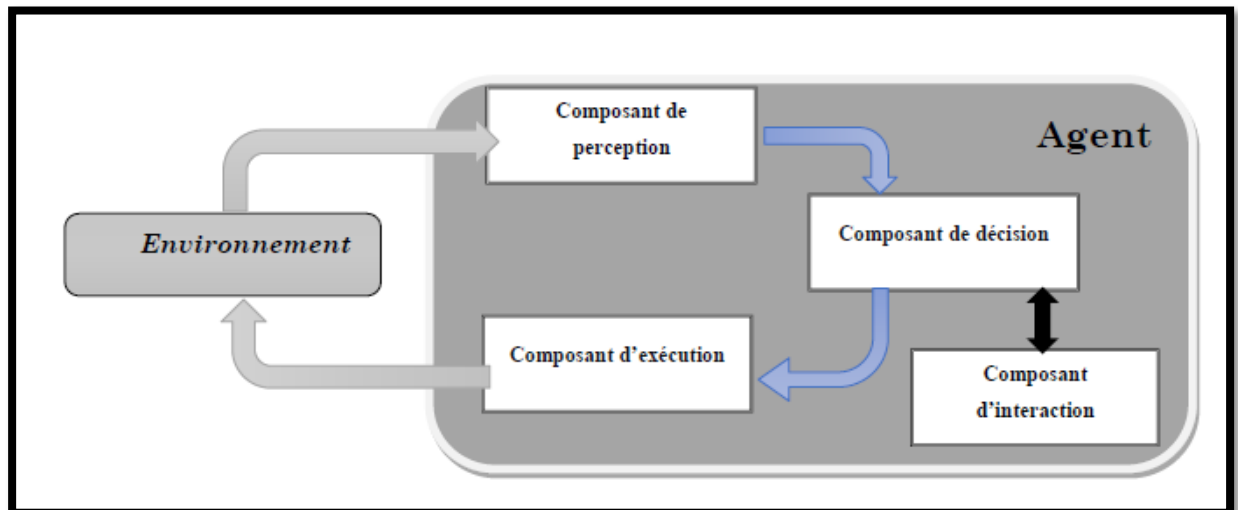 Composant de
perception
Agent
Composant de décision
Environnement
Composant d’exécution
Composant
d’interaction